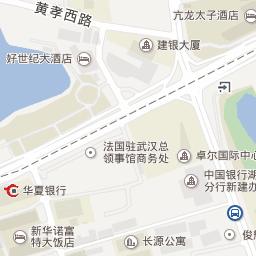 黄孝西路
亢龙太子酒店
建银大厦
好世纪大酒店
法国驻武汉总
领事馆商务处
卓尔国际中心
中国银行湖
分行新建办
华夏银行
新华诺富
特大饭店
长源公寓
俊